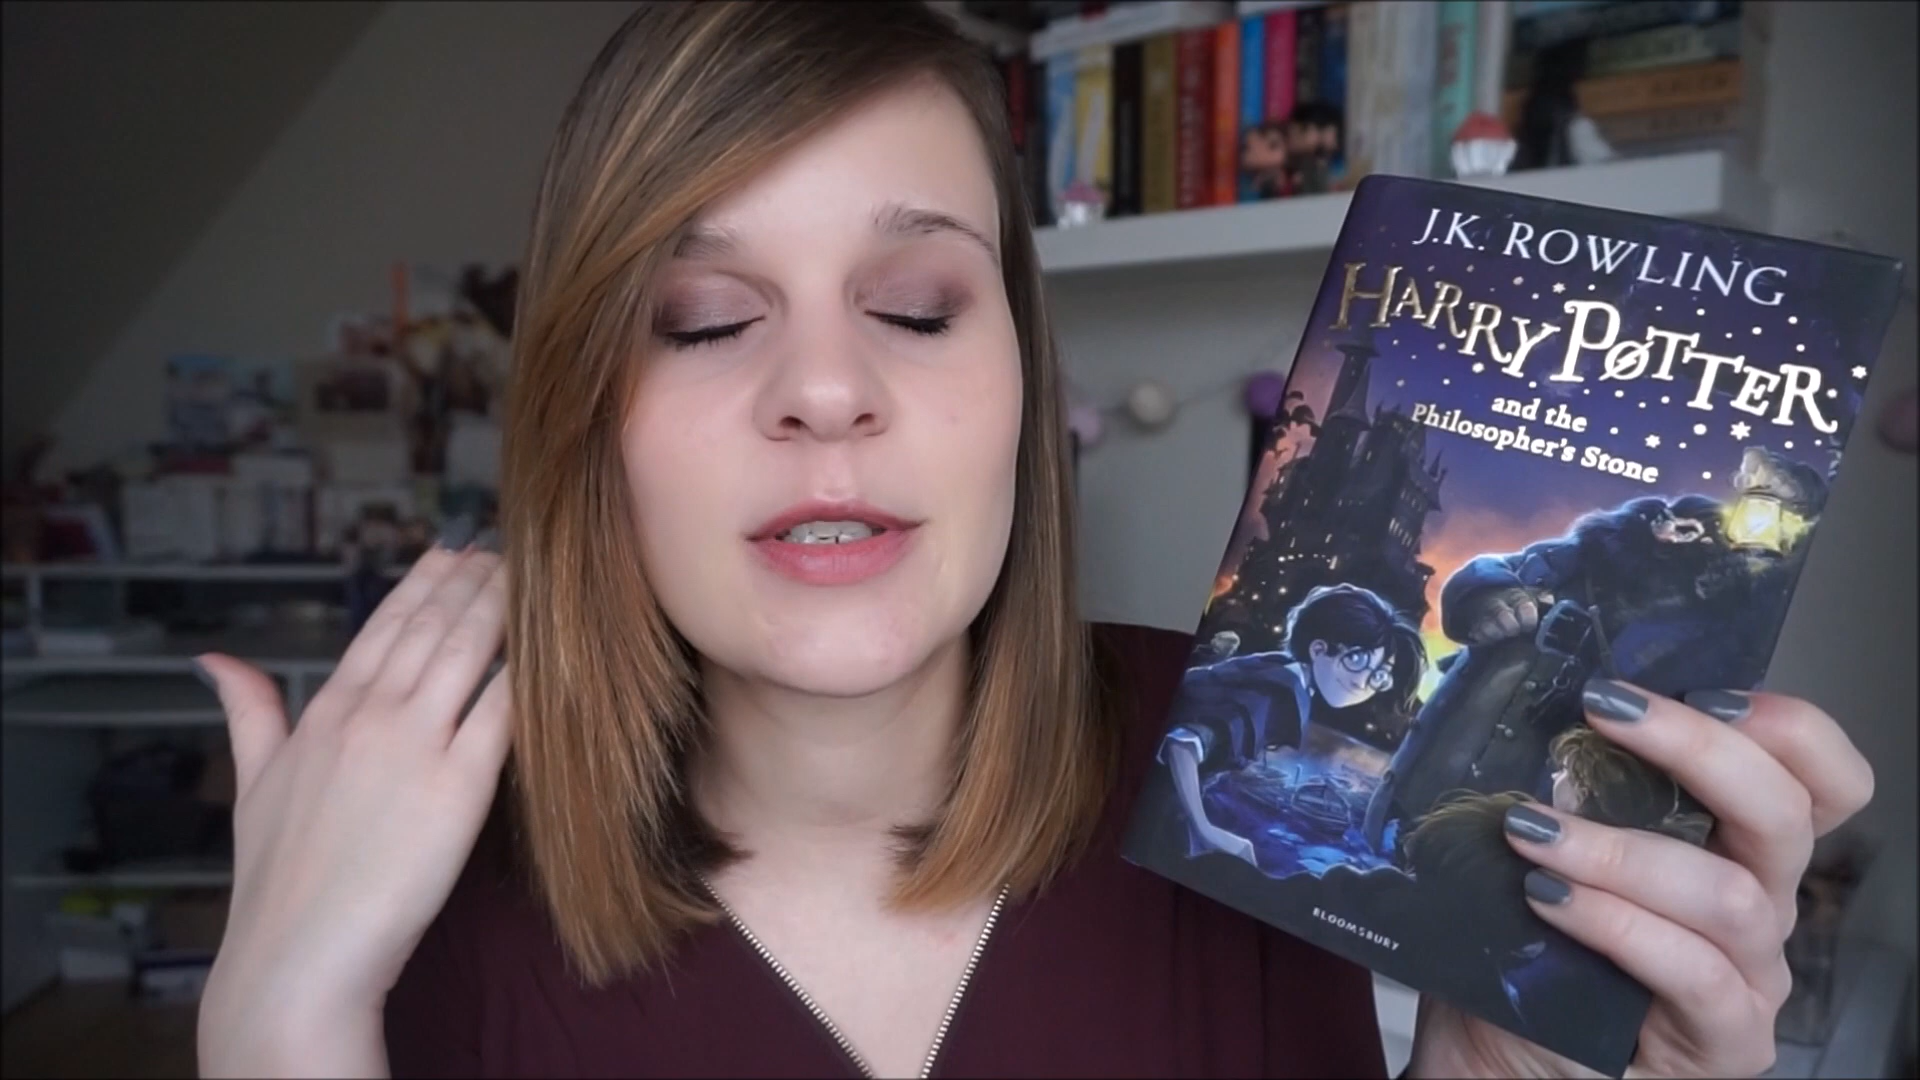 J.K. ROWLING
HARRY POTTER
and the
Philosopher's Stone
BLOOMSBURY